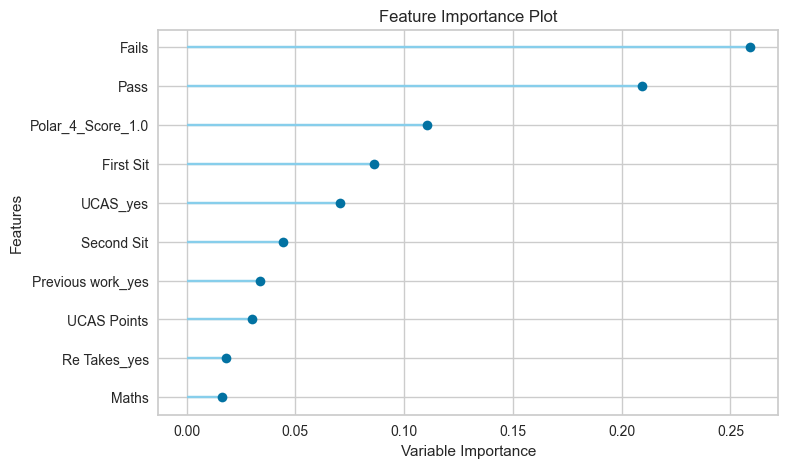 Feature Importance Plot
Fails
Pass
Polar_4_Score_1.0
First Sit
UCAS_yes
Second Sit
Previous work_yes
UCAS Points
Re Takes_yes
Maths
Features
0.00 0.05 0.10 0.15 0.20 0.25
Variable Importance